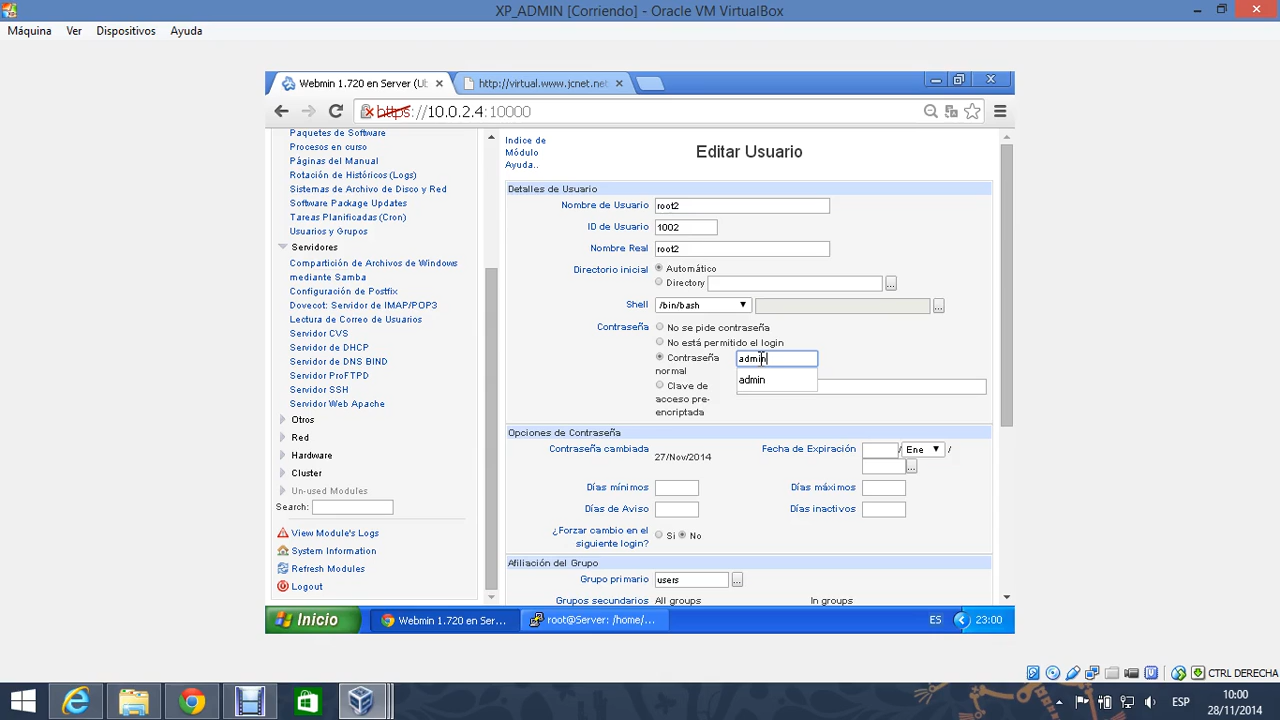 XP_ADMIN [Corriendo] - Oracle VM VirtualBox
Máquina Ver Dispositivos Ayuda
Webmin 1.720 en Server (Ub
http://virtual.www.jcnet.net
https://10.0.2.4:10000
Paquetes de Software
Procesos en curso
Páginas del Manual
Rotación de Históricos (Logs)
Sistemas de Archivo de Disco y Red
Software Package Updates
Tareas Planificadas (Cron)
Usuarios y Grupos
Servidores
Compartición de Archivos de Windows
mediante Samba
Configuración de Postfix
Dovecot: Servidor de IMAP/POP3
Lectura de Correo de Usuarios
Servidor CVS
Servidor de DHCP
Servidor de DNS BIND
Servidor ProFTPD
Servidor SSH
Servidor Web Apache
Otros
Red
Hardware
Cluster
Un-used Modules
Search:
View Module's Logs
System Information
Refresh Modules
Logout
Indice de
Módulo
Ayuda..
Editar Usuario
Detalles de Usuario
Nombre de Usuario root2
ID de Usuario 1002
Nombre Real root2
Directorio inicial Automático
Directory ...
Shell /bin/bash ...
Contraseña No se pide contraseña
No está permitido el login
Contraseña
normal
admin
admin
Clave de
acceso pre-
encriptada
Opciones de Contraseña
Contraseña cambiada 27/Nov/2014
Fecha de Expiración / Ene /
...
Días mínimos Días máximos
Días de Aviso Días inactivos
¿Forzar cambio en el
siguiente login?
Si No
Afiliación del Grupo
Grupo primario users ...
Grupos secundarios All groups In groups
Inicio
Webmin 1.720 en Ser...
root@Server: /home/...
ES 23:00
CTRL DERECHA
ESP
10:00
28/11/2014